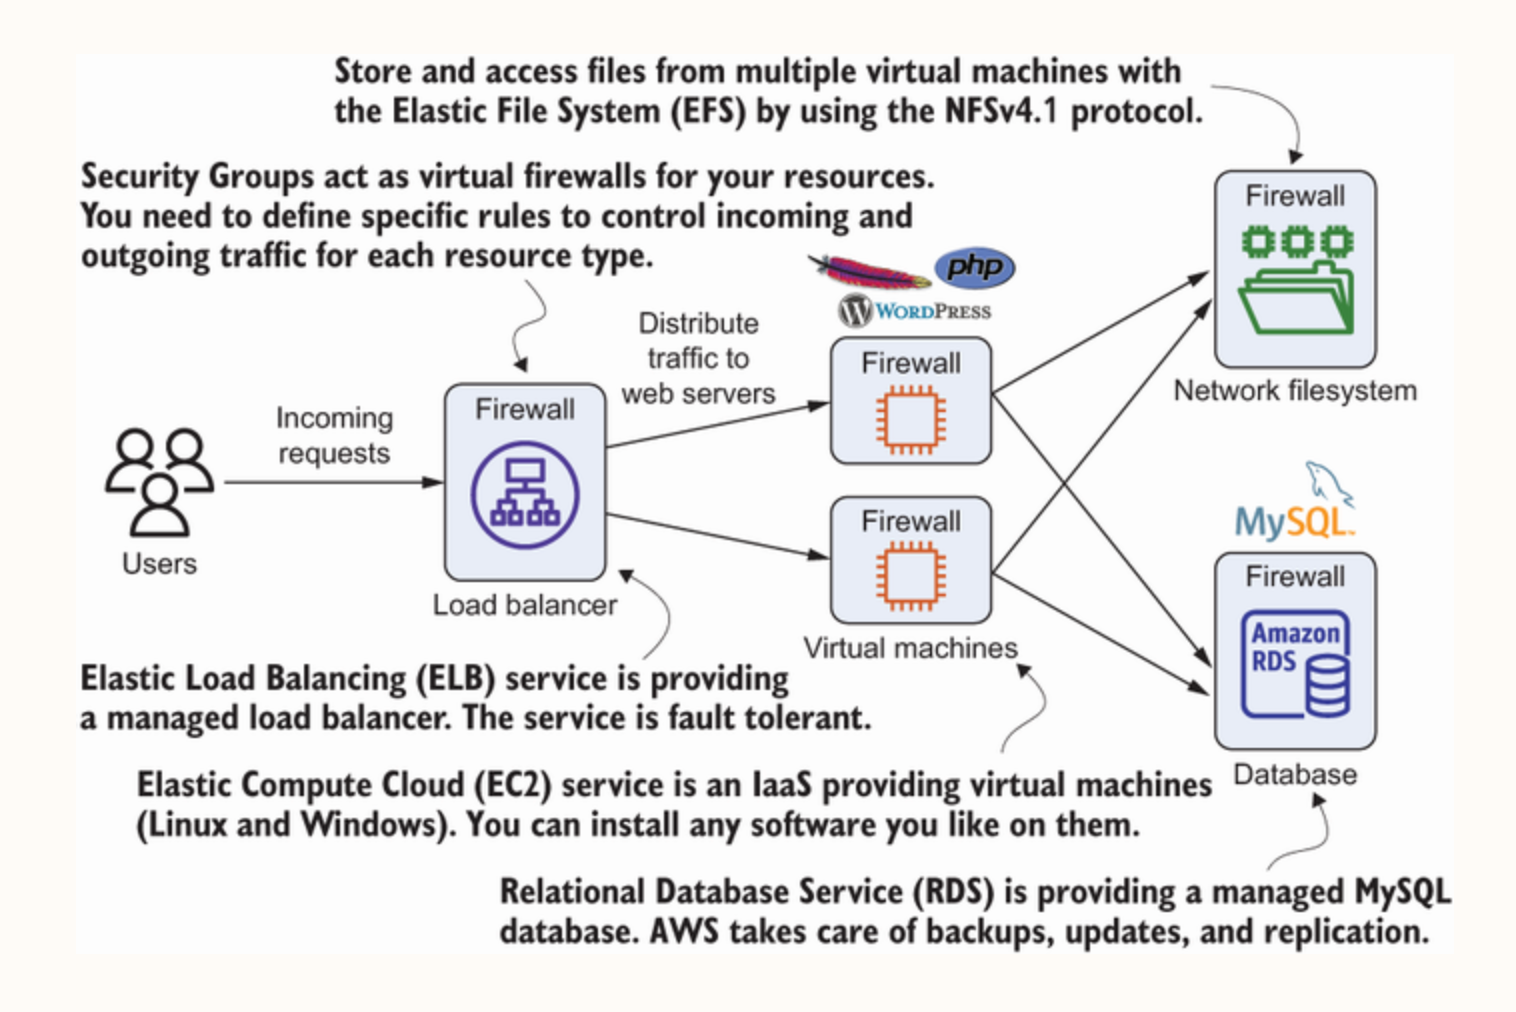 Store and access files from multiple virtual machines with
the Elastic File System (EFS) by using the NFSv4.1 protocol.
Security Groups act as virtual firewalls for your resources.
You need to define specific rules to control incoming and
outgoing traffic for each resource type.
Firewall
Network filesystem
php
WORDPRESS
Distribute
traffic to
web servers
Firewall
Incoming
requests
Firewall
Users
Load balancer
Firewall
Virtual machines
MySQL
Firewall
Amazon
RDS
Database
Elastic Load Balancing (ELB) service is providing
a managed load balancer. The service is fault tolerant.
Elastic Compute Cloud (EC2) service is an IaaS providing virtual machines
(Linux and Windows). You can install any software you like on them.
Relational Database Service (RDS) is providing a managed MySQL
database. AWS takes care of backups, updates, and replication.